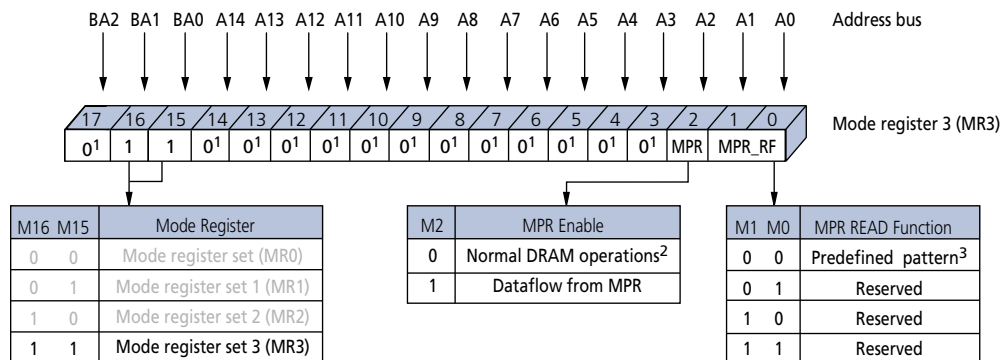 BA2 BA1 BA0 A14 A13 A12 A11 A10 A9 A8 A7 A6 A5 A4 A3 A2 A1 A0 Address bus
17 16 15 14 13 12 11 10 9 8 7 6 5 4 3 2 1 0 Mode register 3 (MR3)
0¹ 1 1 0¹ 0¹ 0¹ 0¹ 0¹ 0¹ 0¹ 0¹ 0¹ 0¹ 0¹ 0¹ MPR MPR_RF
M16 M15 Mode Register
0 0 Mode register set (MR0)
0 1 Mode register set 1 (MR1)
1 0 Mode register set 2 (MR2)
1 1 Mode register set 3 (MR3)
M2 MPR Enable
0 Normal DRAM operations²
1 Dataflow from MPR
M1 M0 MPR READ Function
0 0 Predefined pattern³
0 1 Reserved
1 0 Reserved
1 1 Reserved